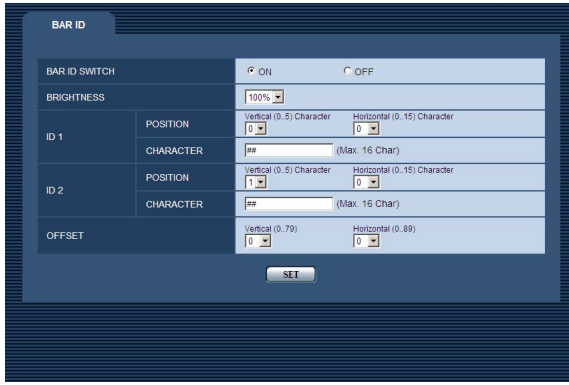 BAR ID
BAR ID SWITCH ON OFF
BRIGHTNESS 100%
ID 1 POSITION Vertical (0..5) Character Horizontal (0..15) Character
0 0
CHARACTER ## (Max. 16 Char)
ID 2 POSITION Vertical (0..5) Character Horizontal (0..15) Character
1 0
CHARACTER ## (Max. 16 Char)
OFFSET Vertical (0..79) Horizontal (0..89)
0 0
SET